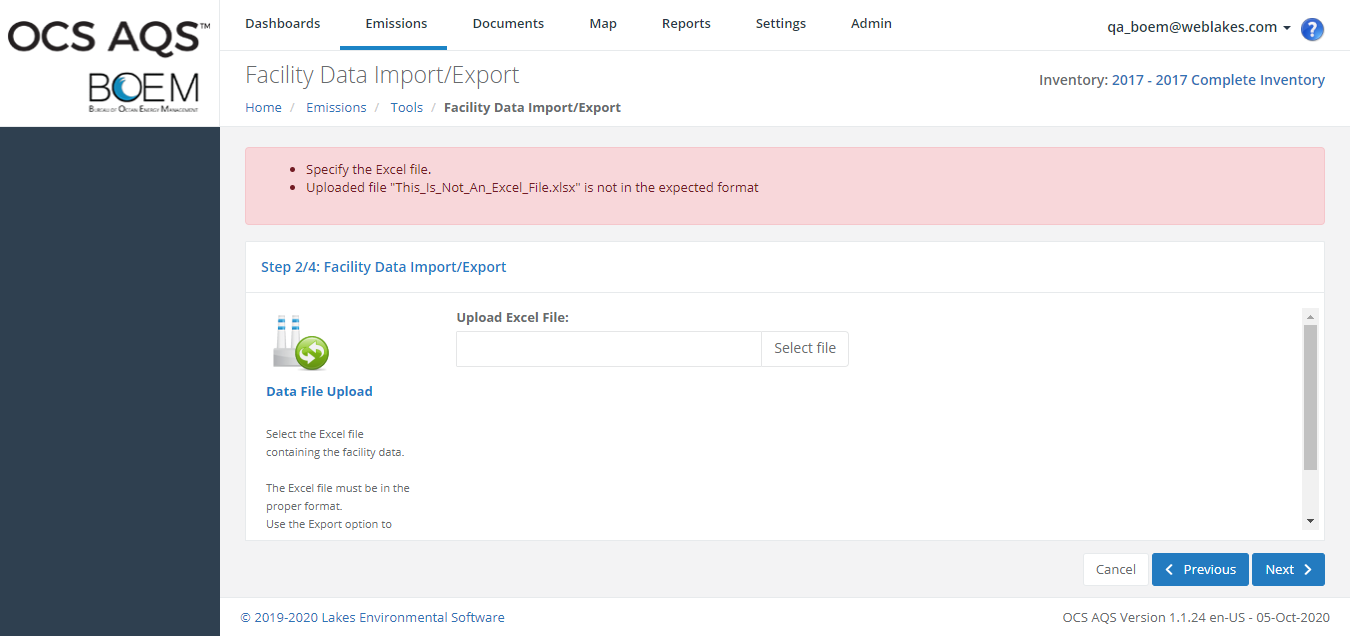 OCS AQS™
BOEM
BUREAU OF OCEAN ENERGY MANAGEMENT
Dashboards Emissions Documents Map Reports Settings Admin
qa_boem@weblakes.com
?
Facility Data Import/Export
Inventory: 2017 - 2017 Complete Inventory
Home / Emissions / Tools / Facility Data Import/Export
• Specify the Excel file.
• Uploaded file "This_Is_Not_An_Excel_File.xlsx" is not in the expected format
Step 2/4: Facility Data Import/Export
Upload Excel File:
Select file
Data File Upload
Select the Excel file
containing the facility data.
The Excel file must be in the
proper format.
Use the Export option to
Cancel Previous Next
© 2019-2020 Lakes Environmental Software
OCS AQS Version 1.1.24 en-US - 05-Oct-2020